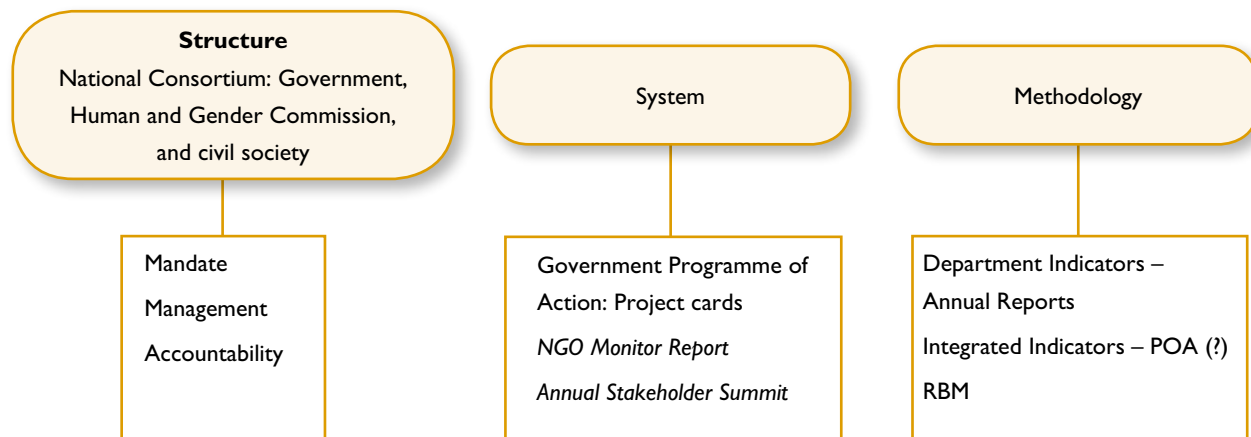 Structure
National Consortium: Government,
Human and Gender Commission,
and civil society
System
Methodology
Mandate
Management
Accountability
Government Programme of
Action: Project cards
NGO Monitor Report
Annual Stakeholder Summit
Department Indicators –
Annual Reports
Integrated Indicators – POA (?)
RBM